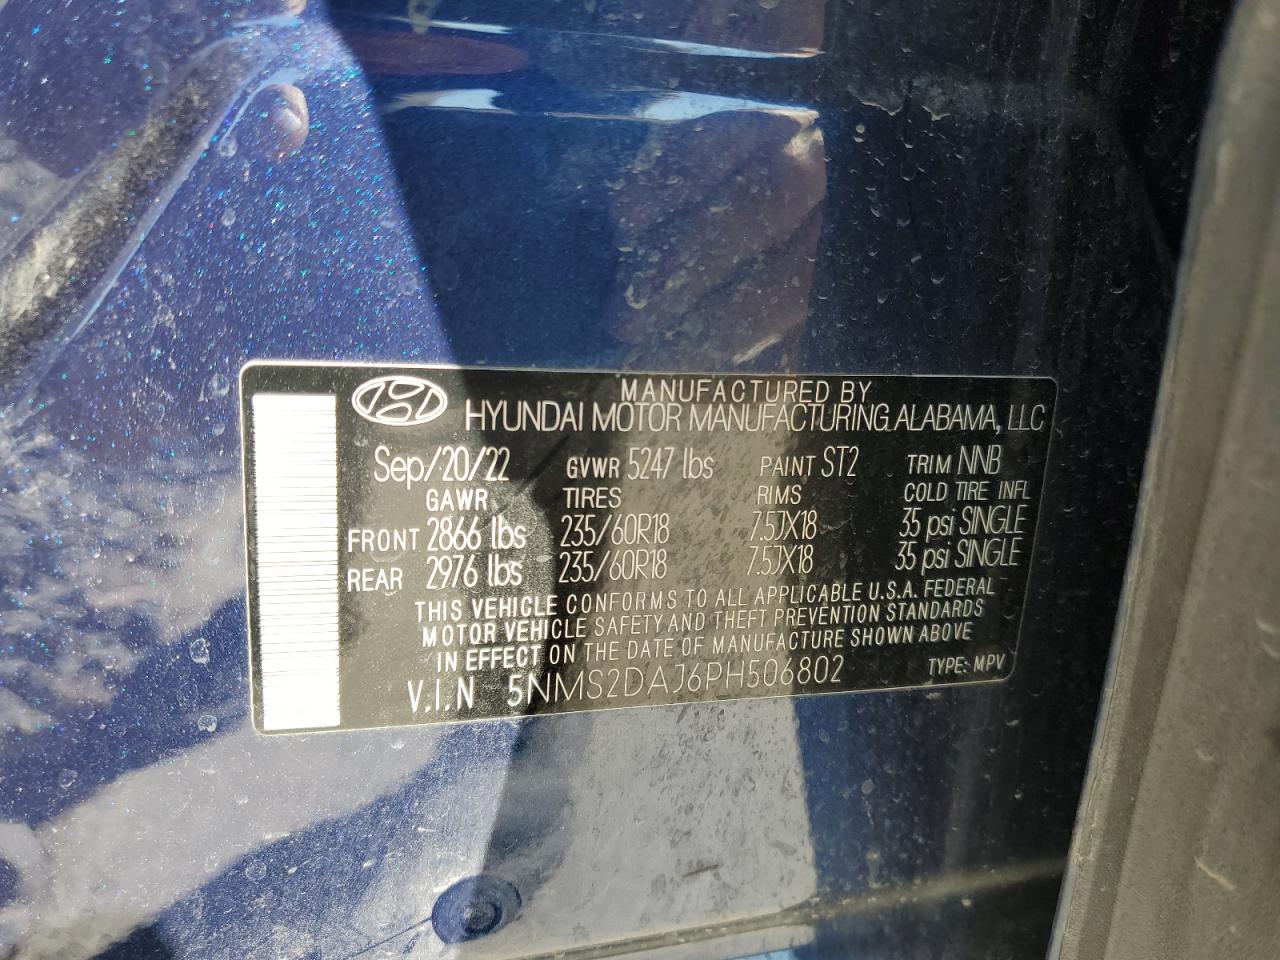 MANUFACTURED BY
HYUNDAI MOTOR MANUFACTURING ALABAMA, LLC
Sep/20/22 GVWR 5247 lbs PAINT ST2 TRIM NNB
GAWR TIRES RIMS COLD TIRE INFL
FRONT 2866 lbs 235/60R18 7.5JX18 35 psi SINGLE
REAR 2976 lbs 235/60R18 7.5JX18 35 psi SINGLE
THIS VEHICLE CONFORMS TO ALL APPLICABLE U.S.A. FEDERAL
MOTOR VEHICLE SAFETY AND THEFT PREVENTION STANDARDS
IN EFFECT ON THE DATE OF MANUFACTURE SHOWN ABOVE
V.I.N 5NMS2DAJ6PH506802 TYPE: MPV